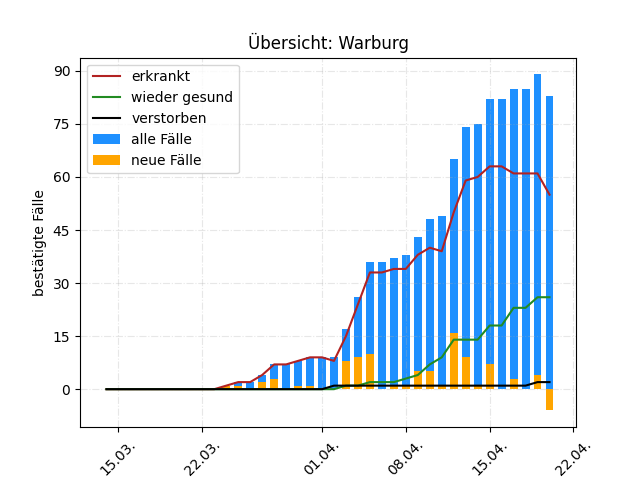 Übersicht: Warburg
erkrankt
wieder gesund
verstorben
alle Fälle
neue Fälle
bestätigte Fälle
90
75
60
45
30
15
0
15.03.
22.03.
01.04.
08.04.
15.04.
22.04.